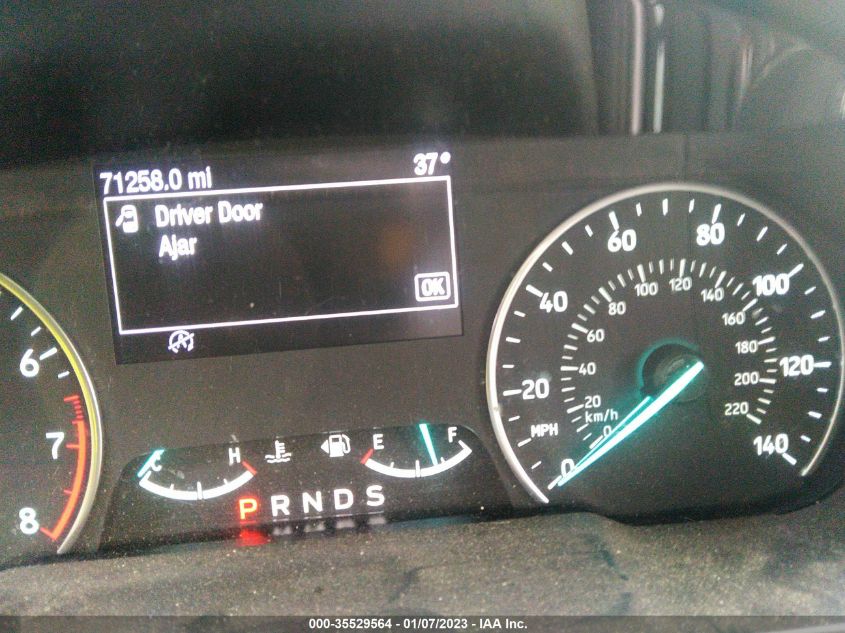 71258.0 mi 37°
Driver Door
Ajar
OK
6
7
8
C H E F
P R N D S
0 20 40 60 80 100 120 140
MPH
0 20 40 60 80 100 120 140 160 180 200 220
km/h
000-35529564 - 01/07/2023 - IAA Inc.